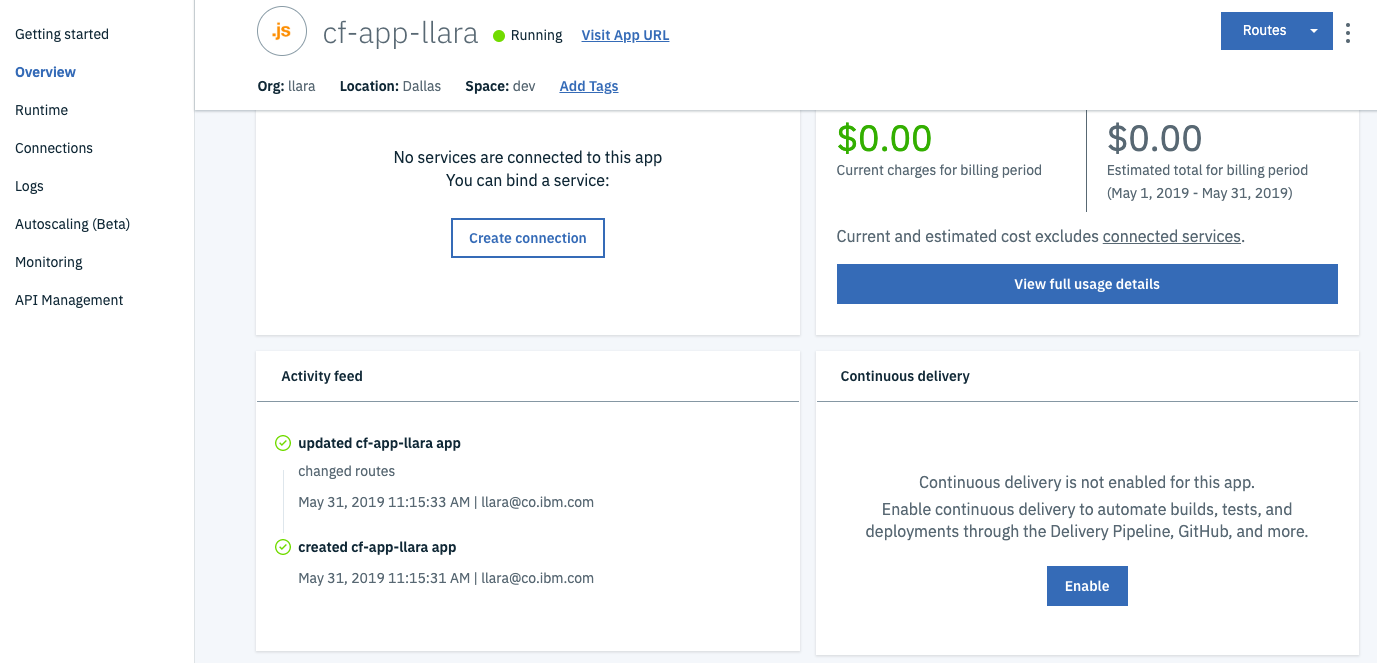 Getting started
Overview
Runtime
Connections
Logs
Autoscaling (Beta)
Monitoring
API Management
.js
cf-app-llara
Running
Visit App URL
Routes
Org: llara
Location: Dallas
Space: dev
Add Tags
No services are connected to this app
You can bind a service:
Create connection
$0.00
Current charges for billing period
$0.00
Estimated total for billing period
(May 1, 2019 - May 31, 2019)
Current and estimated cost excludes connected services.
View full usage details
Activity feed
updated cf-app-llara app
changed routes
May 31, 2019 11:15:33 AM | llara@co.ibm.com
created cf-app-llara app
May 31, 2019 11:15:31 AM | llara@co.ibm.com
Continuous delivery
Continuous delivery is not enabled for this app.
Enable continuous delivery to automate builds, tests, and
deployments through the Delivery Pipeline, GitHub, and more.
Enable